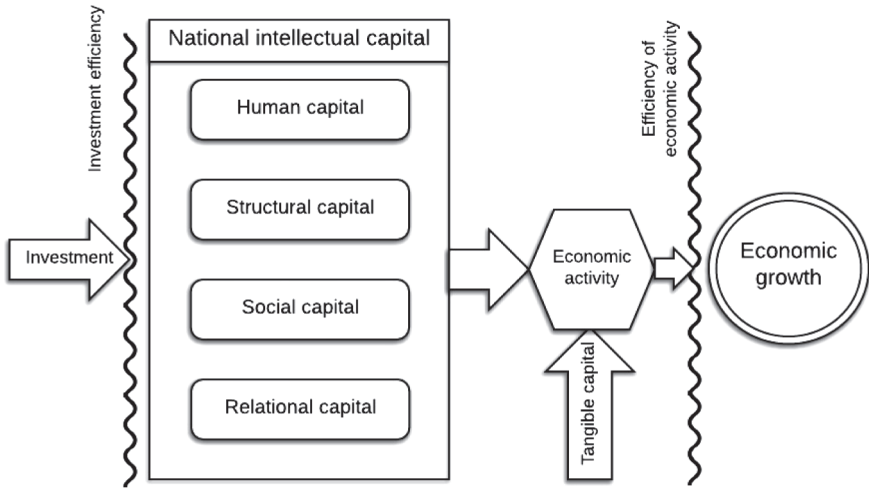 Investment efficiency
National intellectual capital
Human capital
Structural capital
Social capital
Relational capital
Investment
Economic
activity
Tangible capital
Efficiency of
economic activity
Economic
growth